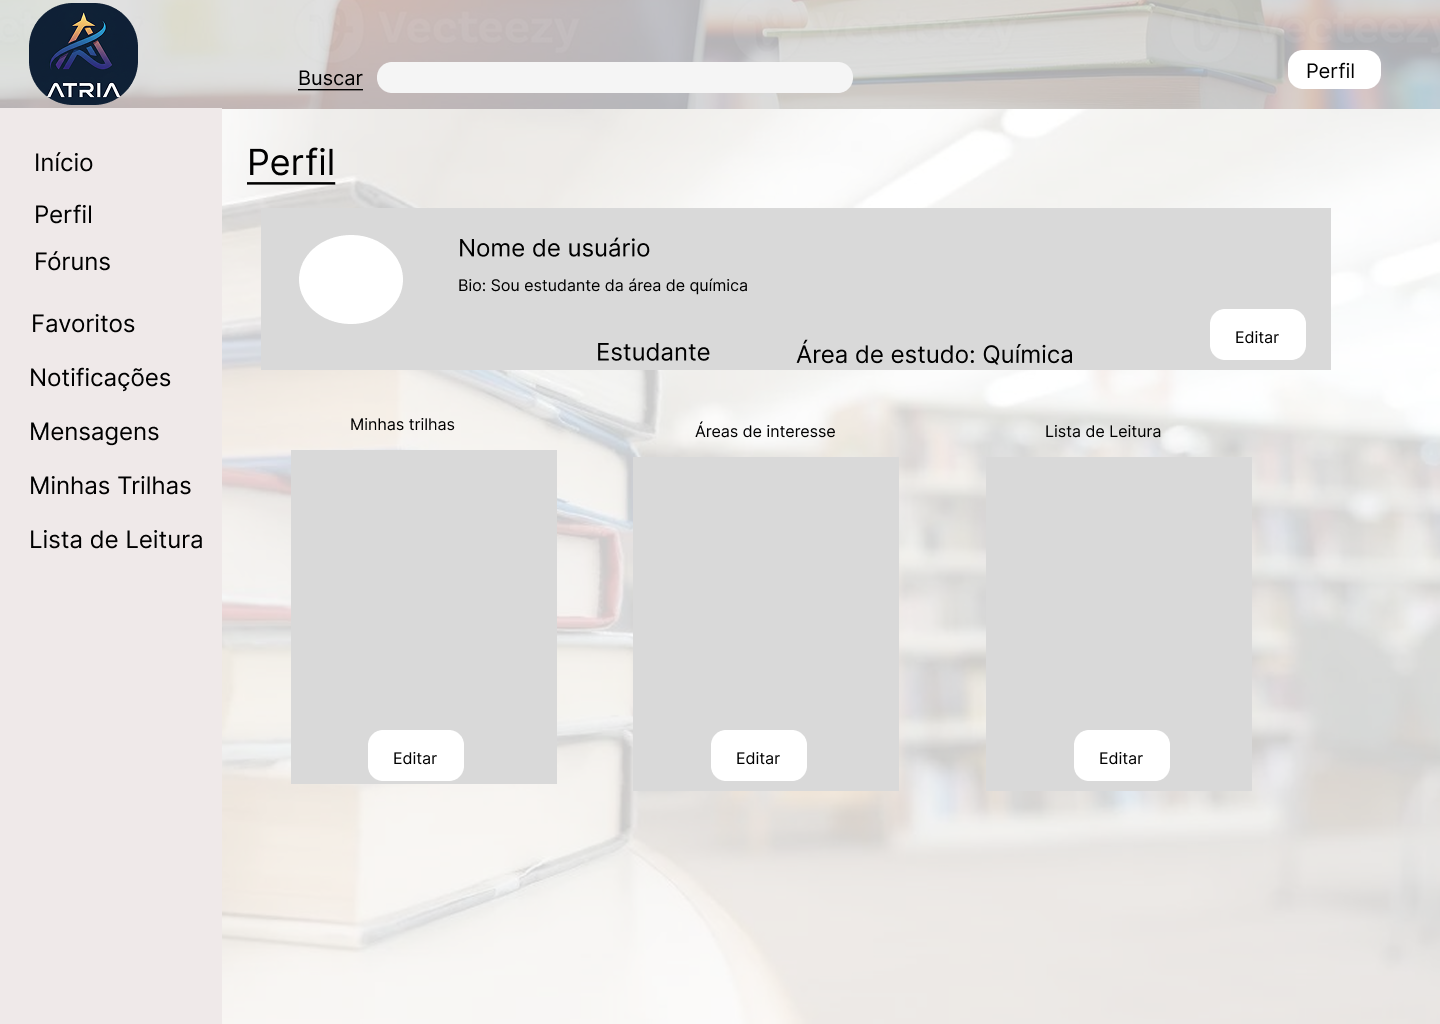 Vecteezy
Vecteezy
Vecteezy
ATRIA
Buscar
Perfil
Início
Perfil
Fóruns
Favoritos
Notificações
Mensagens
Minhas Trilhas
Lista de Leitura
Perfil
Nome de usuário
Bio: Sou estudante da área de química
Estudante
Área de estudo: Química
Editar
Minhas trilhas
Áreas de interesse
Lista de Leitura
Editar
Editar
Editar